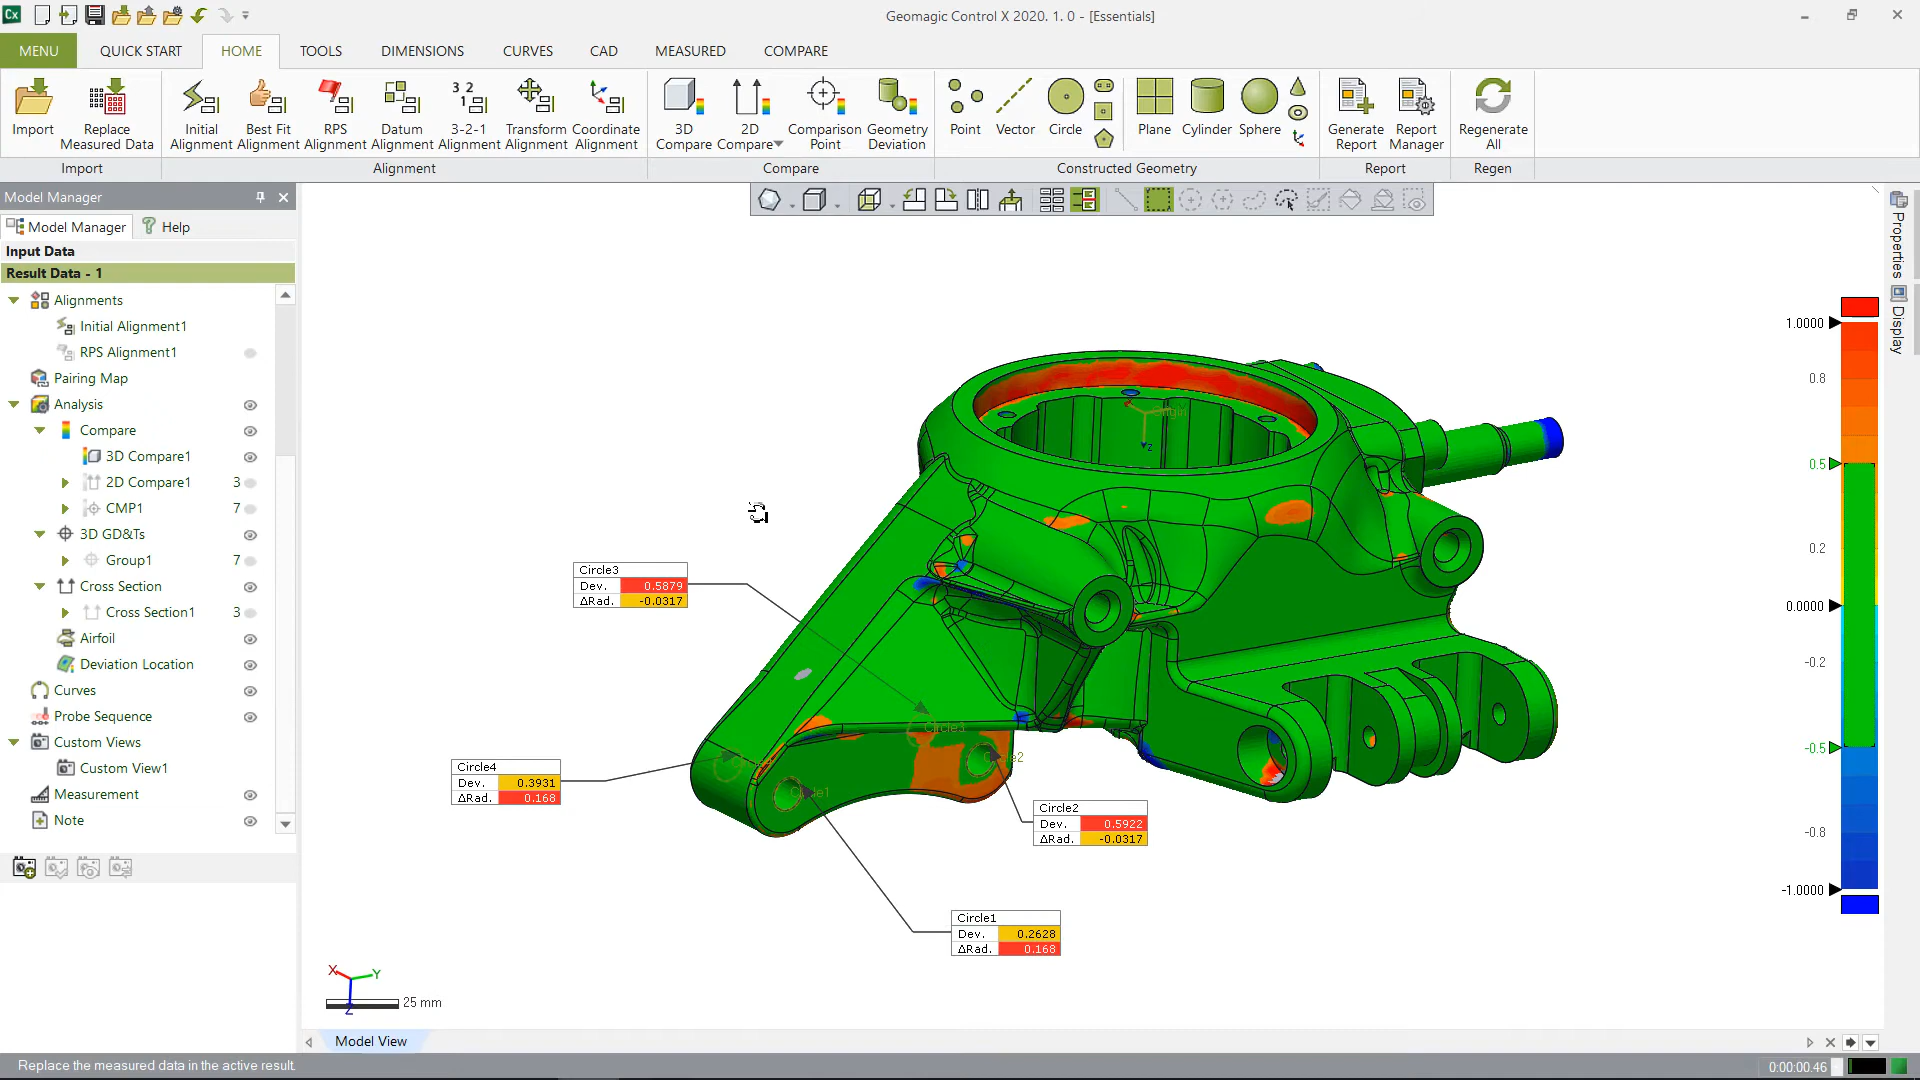 Cx
Geomagic Control X 2020. 1. 0 - [Essentials]
MENU
QUICK START
HOME
TOOLS
DIMENSIONS
CURVES
CAD
MEASURED
COMPARE
Import
Replace
Measured Data
Initial
Alignment
Best Fit
Alignment
RPS
Alignment
Datum
Alignment
3-2-1
Alignment
Transform
Alignment
Coordinate
Alignment
3D
Compare
2D
Compare
Comparison
Point
Geometry
Deviation
Point
Vector
Circle
Plane
Cylinder
Sphere
Generate
Report
Report
Manager
Regenerate
All
Import
Alignment
Compare
Constructed Geometry
Report
Regen
Model Manager
Model Manager
Help
Input Data
Result Data - 1
Alignments
Initial Alignment1
RPS Alignment1
Pairing Map
Analysis
Compare
3D Compare1
2D Compare1 3
CMP1 7
3D GD&Ts
Group1 7
Cross Section
Cross Section1 3
Airfoil
Deviation Location
Curves
Probe Sequence
Custom Views
Custom View1
Measurement
Note
Circle3
Dev. 0.5879
ΔRad. -0.0317
Circle4
Dev. 0.3931
ΔRad. 0.168
Circle2
Dev. 0.5922
ΔRad. -0.0317
Circle1
Dev. 0.2628
ΔRad. 0.168
Origin
Z
Circle3
Circle1
X
Y
Z
25 mm
1.0000
0.8
0.5
0.2
0.0000
-0.2
-0.5
-0.8
-1.0000
Properties
Display
Model View
Replace the measured data in the active result.
0:00:00.46